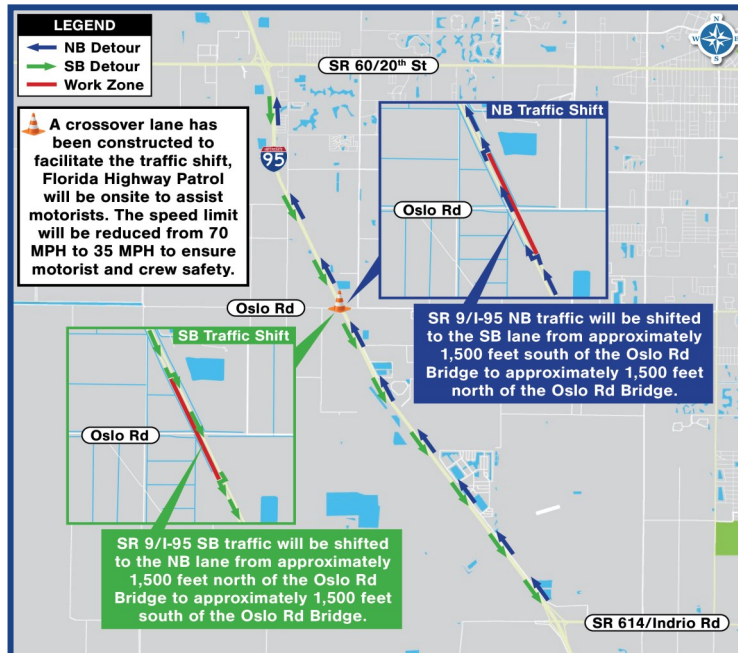 LEGEND
NB Detour
SB Detour
Work Zone
N
W E
S
SR 60/20th St
A crossover lane has
been constructed to
facilitate the traffic shift,
Florida Highway Patrol
will be onsite to assist
motorists. The speed limit
will be reduced from 70
MPH to 35 MPH to ensure
motorist and crew safety.
95
NB Traffic Shift
Oslo Rd
Oslo Rd
SR 9/I-95 NB traffic will be shifted
to the SB lane from approximately
1,500 feet south of the Oslo Rd
Bridge to approximately 1,500 feet
north of the Oslo Rd Bridge.
SB Traffic Shift
Oslo Rd
SR 9/I-95 SB traffic will be shifted
to the NB lane from approximately
1,500 feet north of the Oslo Rd
Bridge to approximately 1,500 feet
south of the Oslo Rd Bridge.
SR 614/Indrio Rd